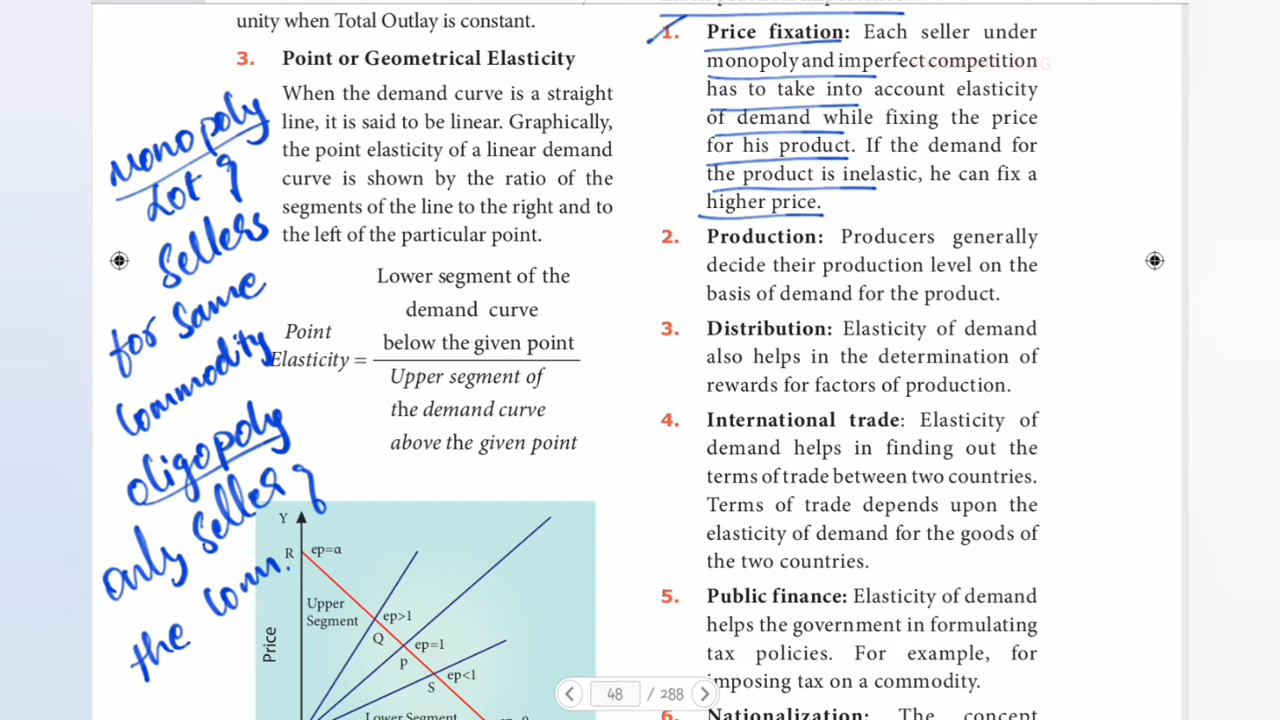 unity when Total Outlay is constant.
3. Point or Geometrical Elasticity
When the demand curve is a straight
line, it is said to be linear. Graphically,
the point elasticity of a linear demand
curve is shown by the ratio of the
segments of the line to the right and to
the left of the particular point.
Point
Elasticity =
Lower segment of the
demand curve
below the given point
Upper segment of
the demand curve
above the given point
Y
R
ep=α
Upper
Segment
ep>1
Q
ep=1
P
ep<1
S
Price
Lower Segment
monopoly
Lot of
sellers
for same
commodity
oligopoly
only seller of
the com.
1. Price fixation: Each seller under
monopoly and imperfect competition
has to take into account elasticity
of demand while fixing the price
for his product. If the demand for
the product is inelastic, he can fix a
higher price.
2. Production: Producers generally
decide their production level on the
basis of demand for the product.
3. Distribution: Elasticity of demand
also helps in the determination of
rewards for factors of production.
4. International trade: Elasticity of
demand helps in finding out the
terms of trade between two countries.
Terms of trade depends upon the
elasticity of demand for the goods of
the two countries.
5. Public finance: Elasticity of demand
helps the government in formulating
tax policies. For example, for
imposing tax on a commodity.
6. Nationalization: The concept
48 / 288